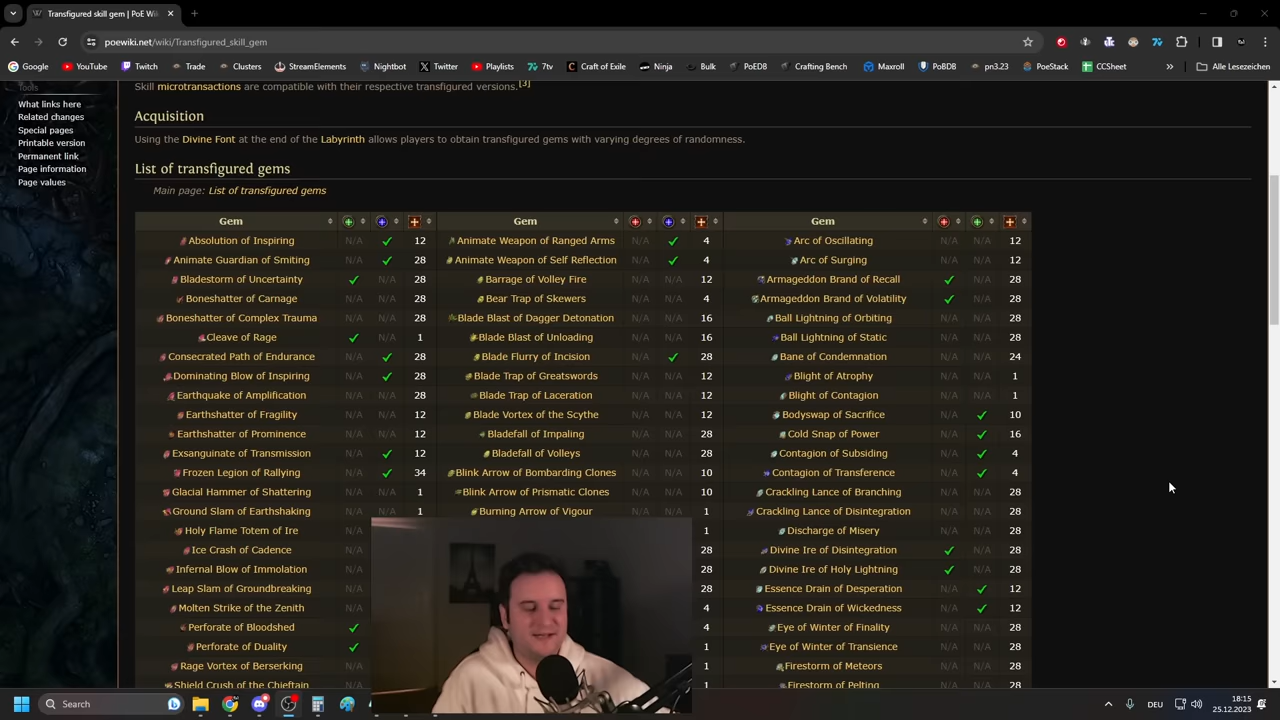 Transfigured skill gem | PoE Wi
poewiki.net/wiki/Transfigured_skill_gem
Google YouTube Twitch Trade Clusters StreamElements Nightbot Twitter Playlists 7tv Craft of Exile Ninja Bulk PoEDB Crafting Bench Maxroll PoBDB pn3.23 PoeStack CCSheet » Alle Lesezeichen
Tools
What links here
Related changes
Special pages
Printable version
Permanent link
Page information
Page values
Skill microtransactions are compatible with their respective transfigured versions.[3]
Acquisition
Using the Divine Font at the end of the Labyrinth allows players to obtain transfigured gems with varying degrees of randomness.
List of transfigured gems
Main page: List of transfigured gems
Gem Gem Gem
Absolution of Inspiring N/A 12 Animate Weapon of Ranged Arms N/A 4 Arc of Oscillating N/A N/A 12
Animate Guardian of Smiting N/A 28 Animate Weapon of Self Reflection N/A 4 Arc of Surging N/A N/A 12
Bladestorm of Uncertainty N/A 28 Barrage of Volley Fire N/A N/A 12 Armageddon Brand of Recall N/A 28
Boneshatter of Carnage N/A N/A 28 Bear Trap of Skewers N/A N/A 4 Armageddon Brand of Volatility N/A 28
Boneshatter of Complex Trauma N/A N/A 28 Blade Blast of Dagger Detonation N/A N/A 16 Ball Lightning of Orbiting N/A N/A 28
Cleave of Rage N/A 1 Blade Blast of Unloading N/A N/A 16 Ball Lightning of Static N/A N/A 28
Consecrated Path of Endurance N/A 28 Blade Flurry of Incision N/A 28 Bane of Condemnation N/A N/A 24
Dominating Blow of Inspiring N/A 28 Blade Trap of Greatswords N/A N/A 12 Blight of Atrophy N/A N/A 1
Earthquake of Amplification N/A N/A 28 Blade Trap of Laceration N/A N/A 12 Blight of Contagion N/A N/A 1
Earthshatter of Fragility N/A N/A 12 Blade Vortex of the Scythe N/A N/A 12 Bodyswap of Sacrifice N/A 10
Earthshatter of Prominence N/A N/A 12 Bladefall of Impaling N/A N/A 28 Cold Snap of Power N/A 16
Exsanguinate of Transmission N/A 12 Bladefall of Volleys N/A N/A 28 Contagion of Subsiding N/A 4
Frozen Legion of Rallying N/A 34 Blink Arrow of Bombarding Clones N/A N/A 10 Contagion of Transference N/A 4
Glacial Hammer of Shattering N/A N/A 1 Blink Arrow of Prismatic Clones N/A N/A 10 Crackling Lance of Branching N/A N/A 28
Ground Slam of Earthshaking N/A N/A 1 Burning Arrow of Vigour N/A N/A 1 Crackling Lance of Disintegration N/A N/A 28
Holy Flame Totem of Ire N/A 1 Discharge of Misery N/A N/A 28
Ice Crash of Cadence N/A 28 Divine Ire of Disintegration N/A 28
Infernal Blow of Immolation N/A 28 Divine Ire of Holy Lightning N/A 28
Leap Slam of Groundbreaking N/A 28 Essence Drain of Desperation N/A 12
Molten Strike of the Zenith N/A 4 Essence Drain of Wickedness N/A 12
Perforate of Bloodshed 4 Eye of Winter of Finality N/A N/A 28
Perforate of Duality 1 Eye of Winter of Transience N/A N/A 28
Rage Vortex of Berserking N/A 1 Firestorm of Meteors N/A N/A 28
Shield Crush of the Chieftain N/A 1 Firestorm of Pelting N/A N/A 28
Search DEU 18:15
25.12.2023